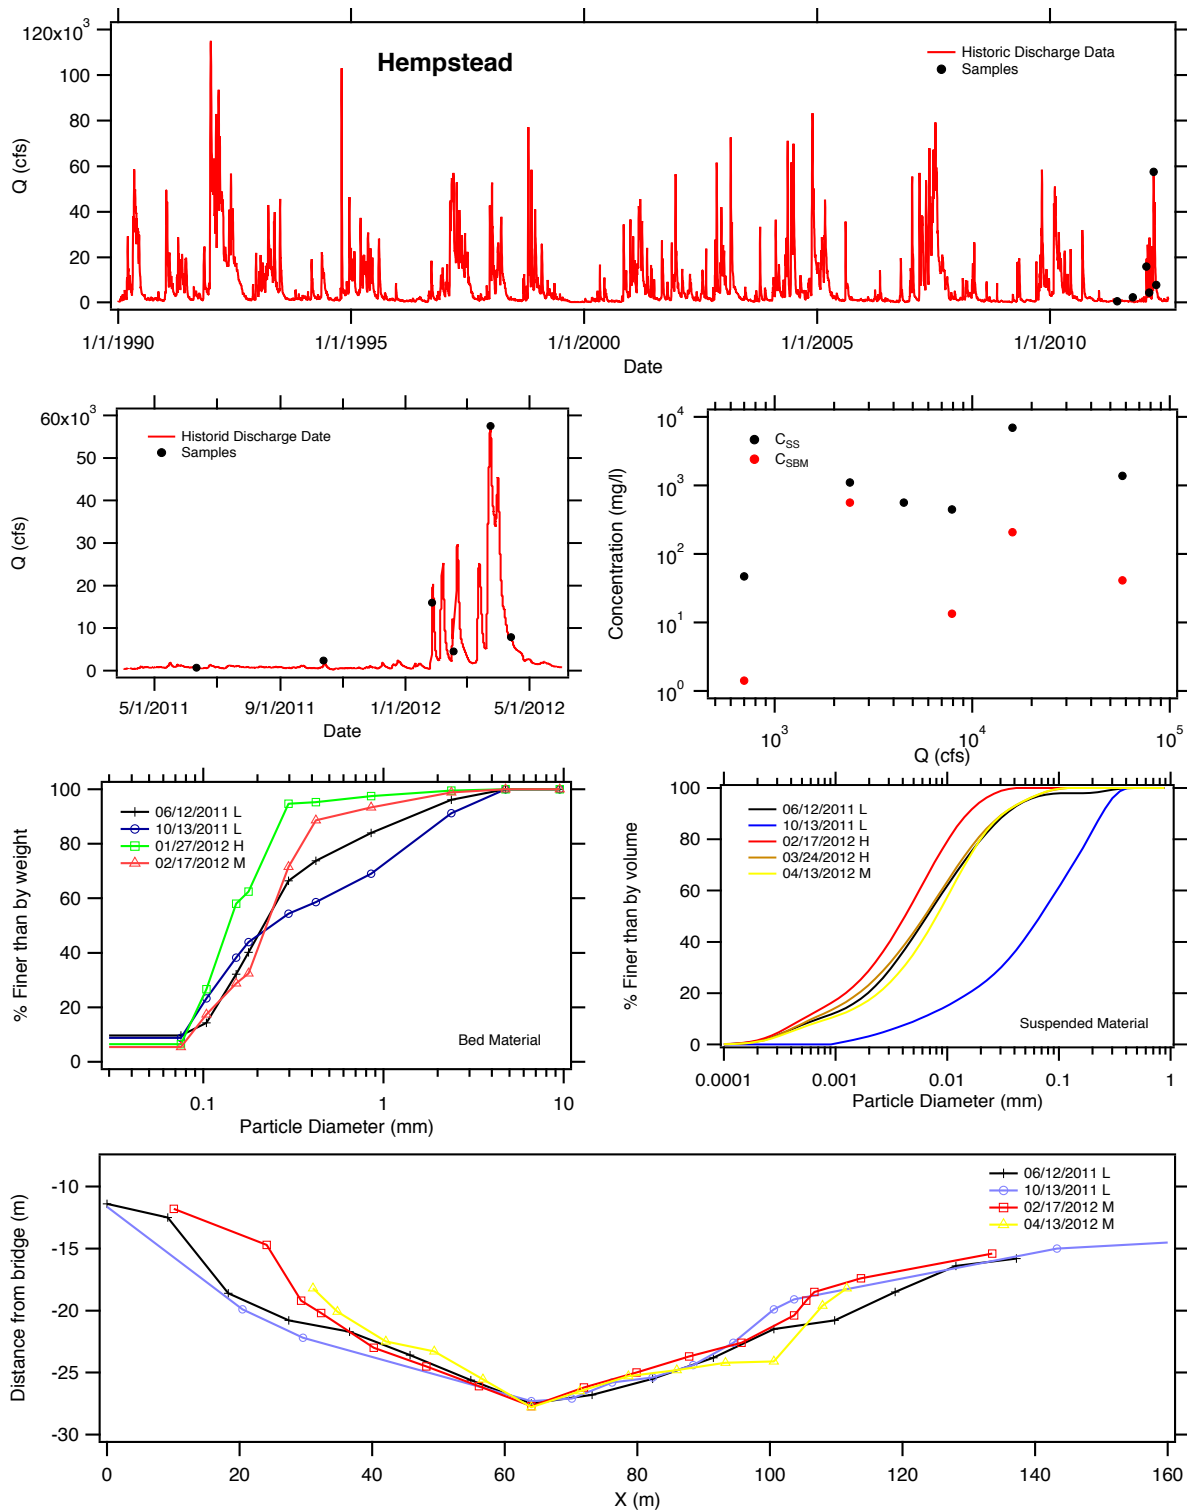 Hempstead
Historic Discharge Data
Samples
Q (cfs)
120x10³
100
80
60
40
20
0
1/1/1990
1/1/1995
1/1/2000
1/1/2005
1/1/2010
Date
Historid Discharge Date
Samples
Q (cfs)
60x10³
50
40
30
20
10
0
5/1/2011
9/1/2011
1/1/2012
5/1/2012
Date
C_SS
C_SBM
Concentration (mg/l)
10⁴
10³
10²
10¹
10⁰
10³
10⁴
10⁵
Q (cfs)
06/12/2011 L
10/13/2011 L
01/27/2012 H
02/17/2012 M
% Finer than by weight
100
80
60
40
20
0
Bed Material
0.1
1
10
Particle Diameter (mm)
06/12/2011 L
10/13/2011 L
02/17/2012 H
03/24/2012 H
04/13/2012 M
% Finer than by volume
100
80
60
40
20
0
Suspended Material
0.0001
0.001
0.01
0.1
1
Particle Diameter (mm)
06/12/2011 L
10/13/2011 L
02/17/2012 M
04/13/2012 M
Distance from bridge (m)
-10
-15
-20
-25
-30
0
20
40
60
80
100
120
140
160
X (m)